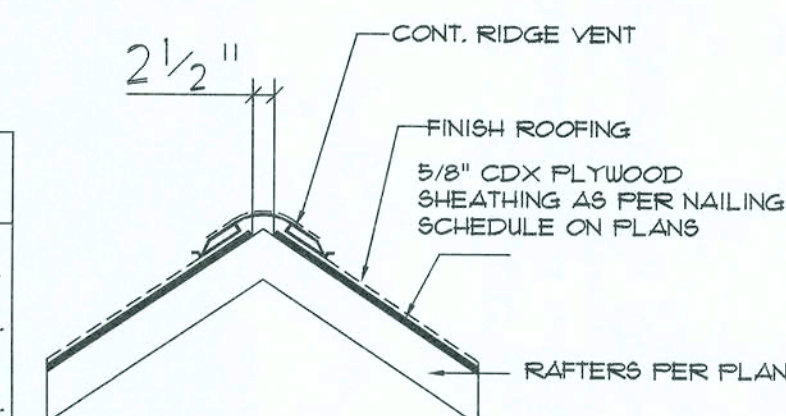 2 1/2"
CONT. RIDGE VENT
FINISH ROOFING
5/8" CDX PLYWOOD
SHEATHING AS PER NAILING
SCHEDULE ON PLANS
RAFTERS PER PLAN